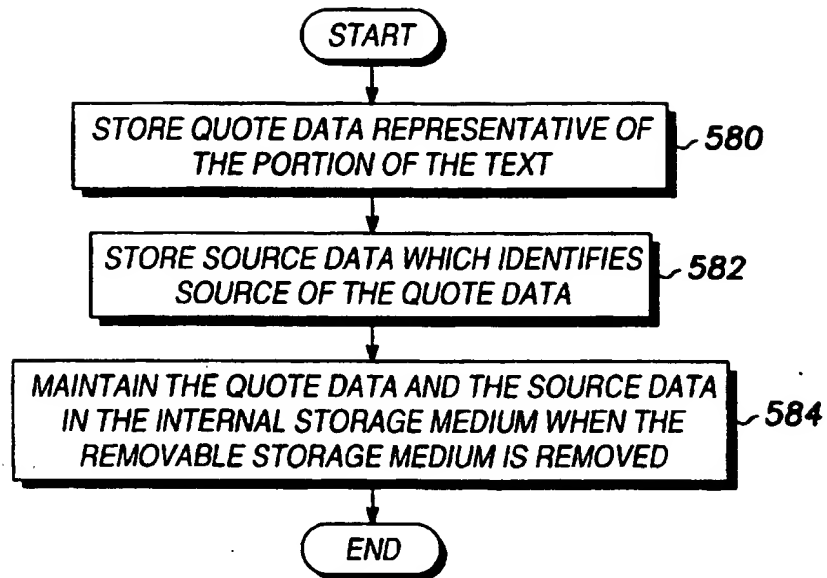 START
STORE QUOTE DATA REPRESENTATIVE OF
THE PORTION OF THE TEXT
580
STORE SOURCE DATA WHICH IDENTIFIES
SOURCE OF THE QUOTE DATA
582
MAINTAIN THE QUOTE DATA AND THE SOURCE DATA
IN THE INTERNAL STORAGE MEDIUM WHEN THE
REMOVABLE STORAGE MEDIUM IS REMOVED
584
END